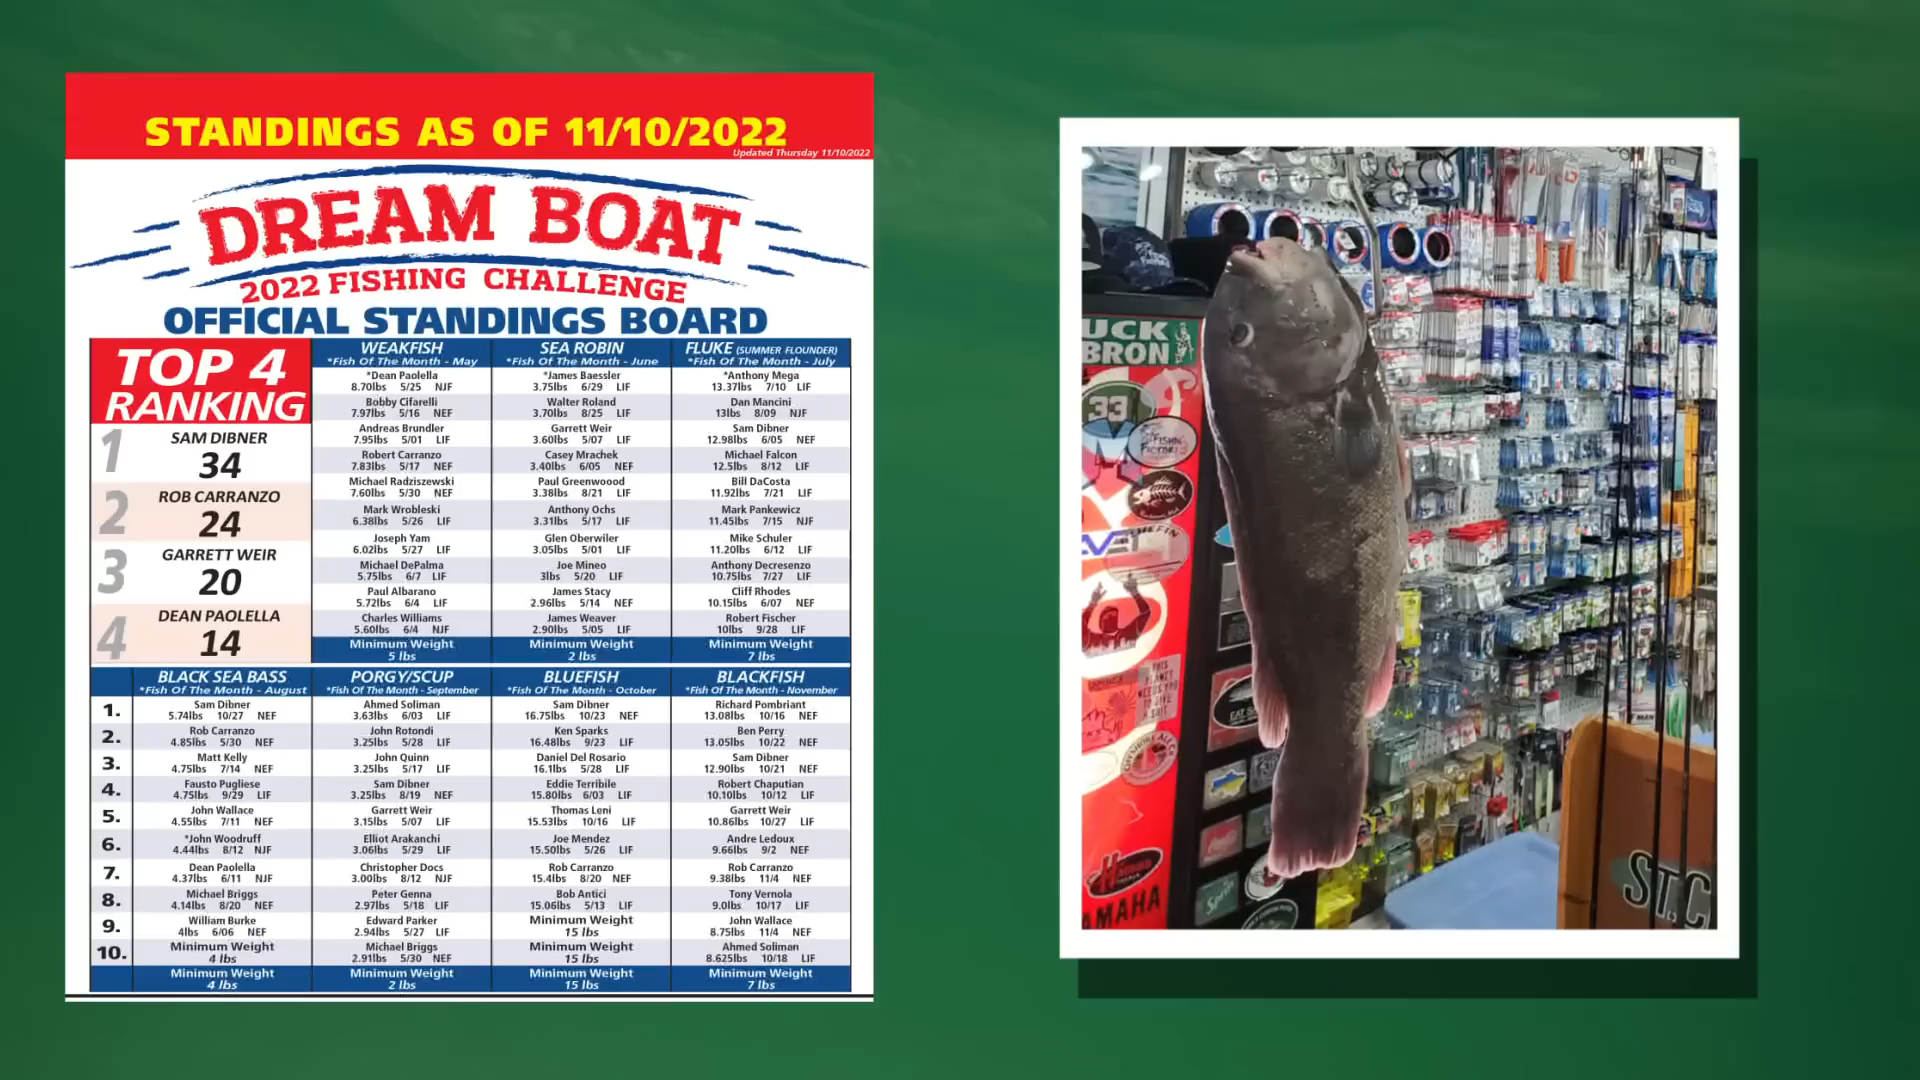 STANDINGS AS OF 11/10/2022
Updated Thursday 11/10/2022
DREAM BOAT
2022 FISHING CHALLENGE
OFFICIAL STANDINGS BOARD
TOP 4
RANKING
1 SAM DIBNER
34
2 ROB CARRANZO
24
3 GARRETT WEIR
20
4 DEAN PAOLELLA
14
WEAKFISH
*Fish Of The Month - May
*Dean Paolella
8.70lbs 5/25 NJF
Bobby Cifarelli
7.97lbs 5/16 NEF
Andreas Brundler
7.95lbs 5/01 LIF
Robert Carranzo
7.83lbs 5/17 NEF
Michael Radziszewski
7.60lbs 5/30 NEF
Mark Wrobleski
6.38lbs 5/26 LIF
Joseph Yam
6.02lbs 5/27 LIF
Michael DePalma
5.75lbs 6/7 LIF
Paul Albarano
5.72lbs 6/4 LIF
Charles Williams
5.60lbs 6/4 NJF
Minimum Weight
5 lbs
SEA ROBIN
*Fish Of The Month - June
*James Baessler
3.75lbs 6/29 LIF
Walter Roland
3.70lbs 8/25 LIF
Garrett Weir
3.60lbs 5/07 LIF
Casey Mrachek
3.40lbs 6/05 NEF
Paul Greenwoood
3.38lbs 8/21 LIF
Anthony Ochs
3.31lbs 5/17 LIF
Glen Oberwiler
3.05lbs 5/01 LIF
Joe Mineo
3lbs 5/20 LIF
James Stacy
2.96lbs 5/14 NEF
James Weaver
2.90lbs 5/05 LIF
Minimum Weight
2 lbs
FLUKE (SUMMER FLOUNDER)
*Fish Of The Month - July
*Anthony Mega
13.37lbs 7/10 LIF
Dan Mancini
13lbs 8/09 NJF
Sam Dibner
12.98lbs 6/05 NEF
Michael Falcon
12.5lbs 8/12 LIF
Bill DaCosta
11.92lbs 7/21 LIF
Mark Pankewicz
11.45lbs 7/15 NJF
Mike Schuler
11.20lbs 6/12 LIF
Anthony Decresenzo
10.75lbs 7/27 LIF
Cliff Rhodes
10.15lbs 6/07 NEF
Robert Fischer
10lbs 9/28 LIF
Minimum Weight
7 lbs
1.
2.
3.
4.
5.
6.
7.
8.
9.
10.
BLACK SEA BASS
*Fish Of The Month - August
Sam Dibner
5.74lbs 10/27 NEF
Rob Carranzo
4.85lbs 5/30 NEF
Matt Kelly
4.75lbs 7/14 NEF
Fausto Pugliese
4.75lbs 9/29 LIF
John Wallace
4.55lbs 7/11 NEF
*John Woodruff
4.44lbs 8/12 NJF
Dean Paolella
4.37lbs 6/11 NJF
Michael Briggs
4.14lbs 8/20 NEF
William Burke
4lbs 6/06 NEF
Minimum Weight
4 lbs
Minimum Weight
4 lbs
PORGY/SCUP
*Fish Of The Month - September
Ahmed Soliman
3.63lbs 6/03 LIF
John Rotondi
3.25lbs 5/28 LIF
John Quinn
3.25lbs 5/17 LIF
Sam Dibner
3.25lbs 8/19 NEF
Garrett Weir
3.15lbs 5/07 LIF
Elliot Arakanchi
3.06lbs 5/29 LIF
Christopher Docs
3.00lbs 8/12 NJF
Peter Genna
2.97lbs 5/18 LIF
Edward Parker
2.94lbs 5/27 LIF
Michael Briggs
2.91lbs 5/30 NEF
Minimum Weight
2 lbs
BLUEFISH
*Fish Of The Month - October
Sam Dibner
16.75lbs 10/23 NEF
Ken Sparks
16.48lbs 9/23 LIF
Daniel Del Rosario
16.1lbs 5/28 LIF
Eddie Terribile
15.80lbs 6/03 LIF
Thomas Leni
15.53lbs 10/16 LIF
Joe Mendez
15.50lbs 5/26 LIF
Rob Carranzo
15.4lbs 8/20 NEF
Bob Antici
15.06lbs 5/13 LIF
Minimum Weight
15 lbs
Minimum Weight
15 lbs
Minimum Weight
15 lbs
BLACKFISH
*Fish Of The Month - November
Richard Pombriant
13.08lbs 10/16 NEF
Ben Perry
13.05lbs 10/22 NEF
Sam Dibner
12.90lbs 10/21 NEF
Robert Chaputian
10.10lbs 10/12 LIF
Garrett Weir
10.86lbs 10/27 LIF
Andre Ledoux
9.66lbs 9/2 NEF
Rob Carranzo
9.38lbs 11/4 NEF
Tony Vernola
9.0lbs 10/17 LIF
John Wallace
8.75lbs 11/4 NEF
Ahmed Soliman
8.625lbs 10/18 LIF
Minimum Weight
7 lbs
UCK
BRON
33
THIS
PLANET
NEEDS YOU
TO GIVE
A SHIT
EAT
AMAHA
ST.C